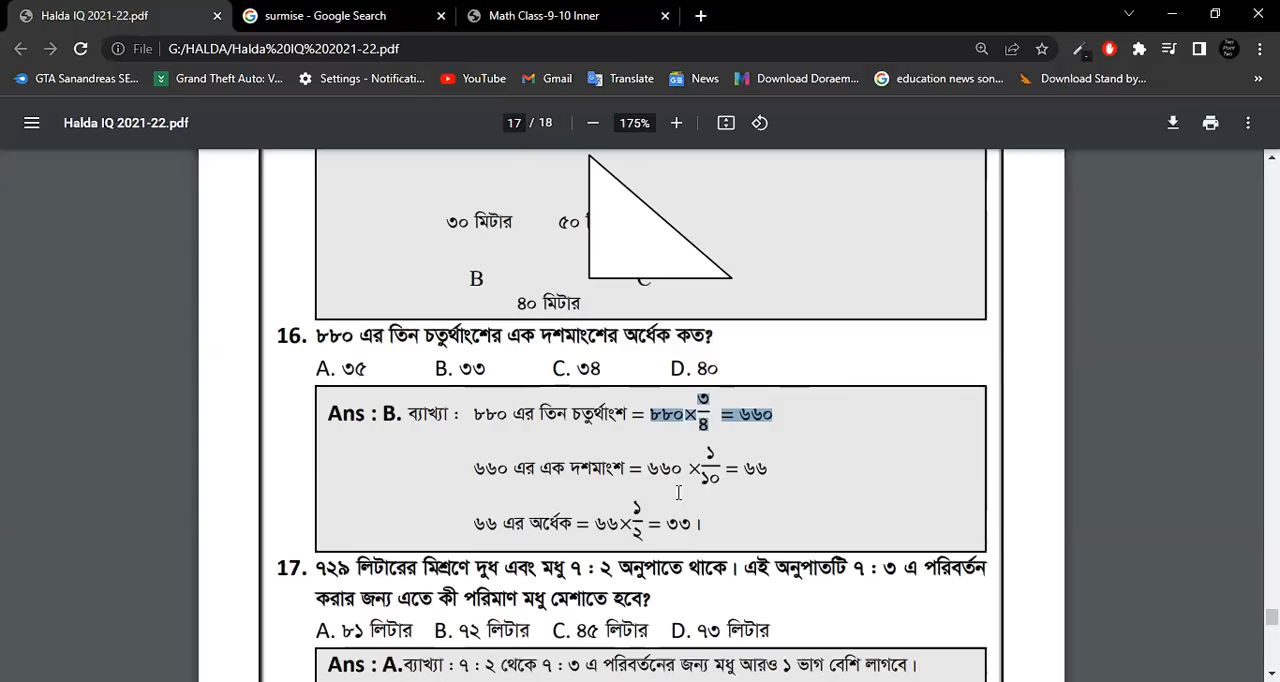 Halda IQ 2021-22.pdf
surmise - Google Search
Math Class-9-10 Inner
File
G:/HALDA/Halda%20IQ%202021-22.pdf
GTA Sanandreas SE...
Grand Theft Auto: V...
Settings - Notificati...
YouTube
Gmail
Translate
News
Download Doraem...
education news son...
Download Stand by...
»
Halda IQ 2021-22.pdf
17 / 18
175%
৩০ মিটার ৫০
B C
৪০ মিটার
16. ৮৮০ এর তিন চতুর্থাংশের এক দশমাংশের অর্ধেক কত?
A. ৩৫ B. ৩৩ C. ৩৪ D. ৪০
Ans : B. ব্যাখ্যা : ৮৮০ এর তিন চতুর্থাংশ = ৮৮০×৩/৪ = ৬৬০
৬৬০ এর এক দশমাংশ = ৬৬০ ×১/১০ = ৬৬
৬৬ এর অর্ধেক = ৬৬×১/২ = ৩৩।
17. ৭২৯ লিটারের মিশ্রণে দুধ এবং মধু ৭ : ২ অনুপাতে থাকে। এই অনুপাতটি ৭ : ৩ এ পরিবর্তন
করার জন্য এতে কী পরিমাণ মধু মেশাতে হবে?
A. ৮১ লিটার B. ৭২ লিটার C. ৪৫ লিটার D. ৭৩ লিটার
Ans : A.ব্যাখ্যা : ৭ : ২ থেকে ৭ : ৩ এ পরিবর্তনের জন্য মধু আরও ১ ভাগ বেশি লাগবে।